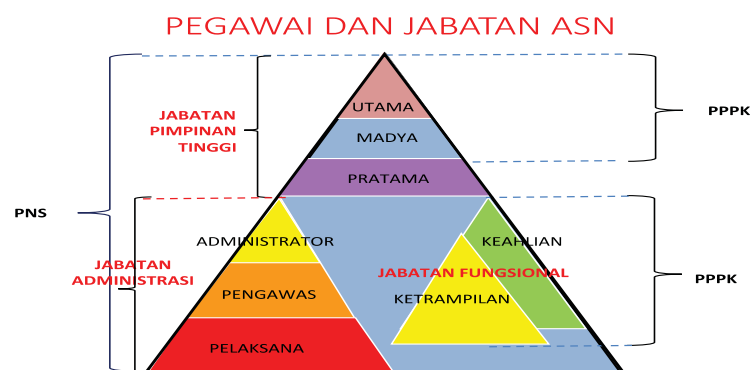 PEGAWAI DAN JABATAN ASN
UTAMA
JABATAN
PIMPINAN
TINGGI
PPPK
MADYA
PRATAMA
PNS
ADMINISTRATOR
KEAHLIAN
JABATAN
ADMINISTRASI
JABATAN FUNGSIONAL
PPPK
PENGAWAS
KETRAMPILAN
PELAKSANA